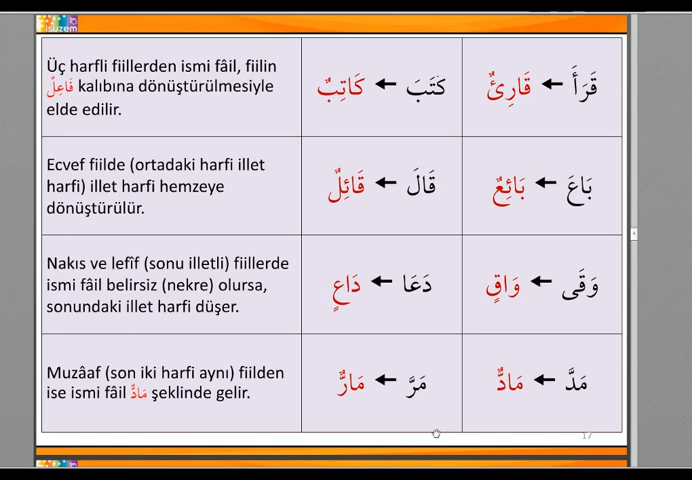 isüzem
Üç harfli fiillerden ismi fâil, fiilin
فَاعِلٌ kalıbına dönüştürülmesiyle
elde edilir.
كَتَبَ ← كَاتِبٌ
قَرَأَ ← قَارِئٌ
Ecvef fiilde (ortadaki harfi illet
harfi) illet harfi hemzeye
dönüştürülür.
قَالَ ← قَائِلٌ
بَاعَ ← بَائِعٌ
Nakıs ve lefîf (sonu illetli) fiillerde
ismi fâil belirsiz (nekre) olursa,
sonundaki illet harfi düşer.
دَعَا ← دَاعٍ
وَقَى ← وَاقٍ
Muzâaf (son iki harfi aynı) fiilden
ise ismi fâil مَادٌّ şeklinde gelir.
مَرَّ ← مَارٌّ
مَدَّ ← مَادٌّ
17